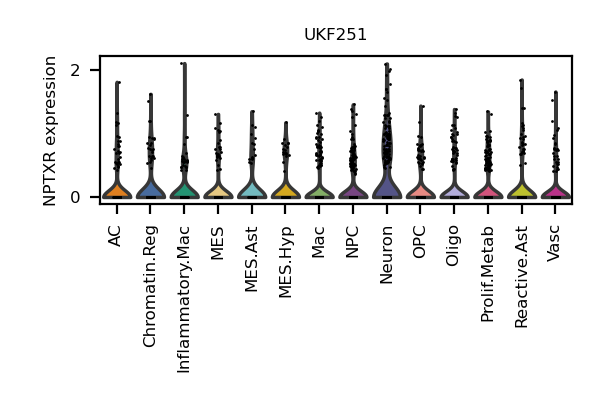 UKF251
NPTXR expression
2
0
AC
Chromatin.Reg
Inflammatory.Mac
MES
MES.Ast
MES.Hyp
Mac
NPC
Neuron
OPC
Oligo
Prolif.Metab
Reactive.Ast
Vasc